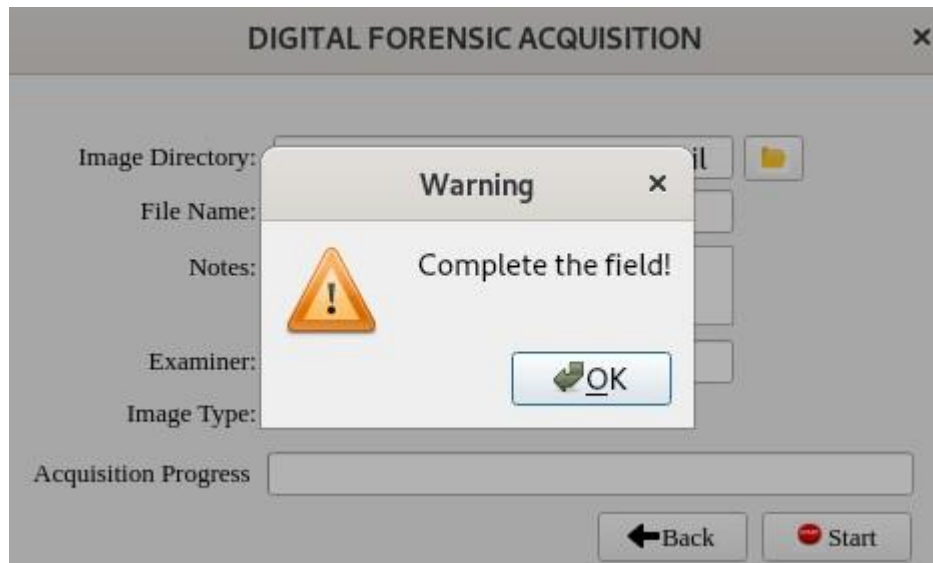 DIGITAL FORENSIC ACQUISITION
Image Directory:
Warning
File Name:
Notes:
Complete the field!
Examiner:
OK
Image Type:
Acquisition Progress
Back
Start